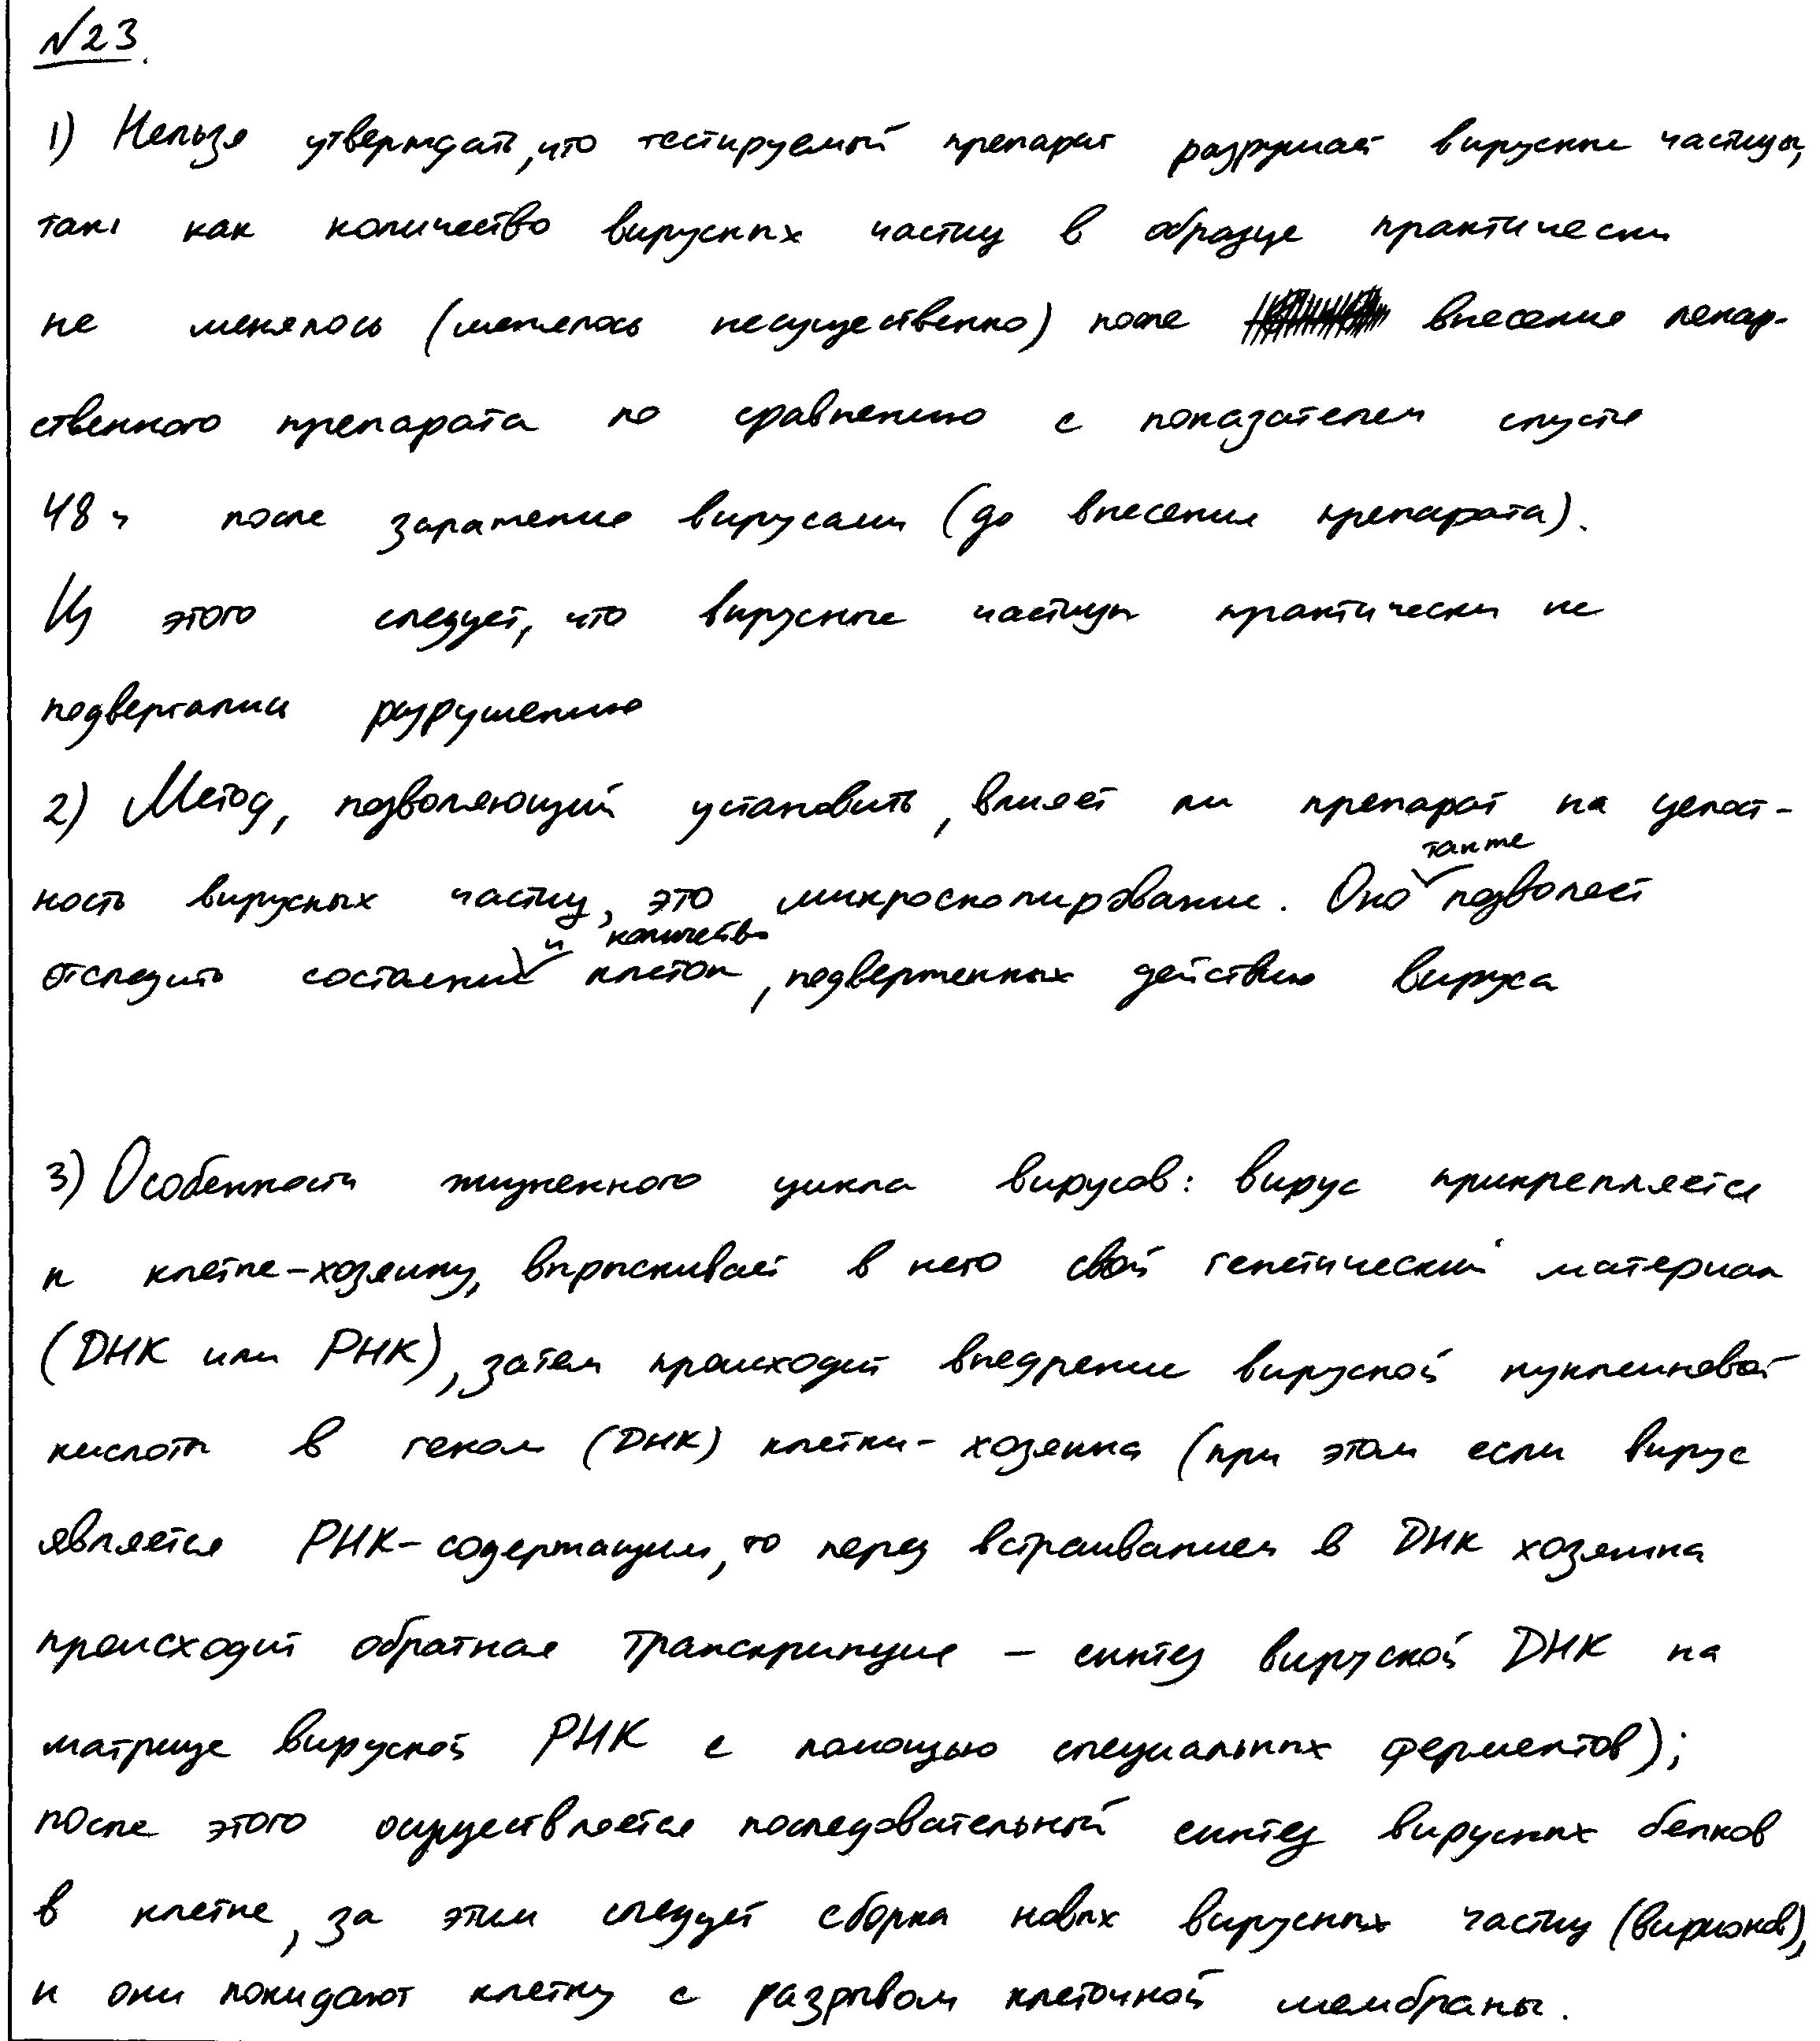 №23.
1) Нельзя утверждать, что тестируемый препарат разрушает вирусные частицы,
так как количество вирусных частиц в образце практически
не менялось (менялось несущественно) после внесения лекар-
ственного препарата по сравнению с показателем спустя
48 ч после заражения вирусами (до внесения препарата).
Из этого следует, что вирусные частицы практически не
подвергались разрушению
2) Метод, позволяющий установить, влияет ли препарат на целост-
ность вирусных частиц, это микроскопирование. Оно также позволяет
отследить состояние и количество клеток, подверженных действию вируса
3) Особенности жизненного цикла вирусов: вирус прикрепляется
к клетке-хозяину, впрыскивает в него свой генетический материал
(ДНК или РНК), затем происходит внедрение вирусной нуклеиновой
кислоты в геном (ДНК) клетки-хозяина (при этом если вирус
является РНК-содержащим, то перед встраиванием в ДНК хозяина
происходит обратная транскрипция – синтез вирусной ДНК на
матрице вирусной РНК с помощью специальных ферментов);
после этого осуществляется последовательный синтез вирусных белков
в клетке, за этим следует сборка новых вирусных частиц (вирионов),
и они покидают клетку с разрывом клеточной мембраны.